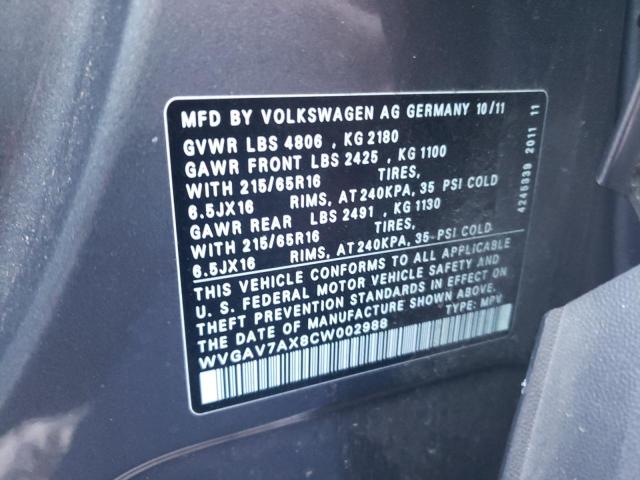 MFD BY VOLKSWAGEN AG GERMANY 10/11
GVWR LBS 4806 , KG 2180
GAWR FRONT LBS 2425 , KG 1100
WITH 215/65R16 TIRES,
6.5JX16 RIMS, AT 240KPA, 35 PSI COLD
GAWR REAR LBS 2491 , KG 1130
WITH 215/65R16 TIRES,
6.5JX16 RIMS, AT 240KPA, 35 PSI COLD
THIS VEHICLE CONFORMS TO ALL APPLICABLE
U. S. FEDERAL MOTOR VEHICLE SAFETY AND
THEFT PREVENTION STANDARDS IN EFFECT ON
THE DATE OF MANUFACTURE SHOWN ABOVE.
WVGAV7AX8CW002988 TYPE: MPV
4245939 2011 11